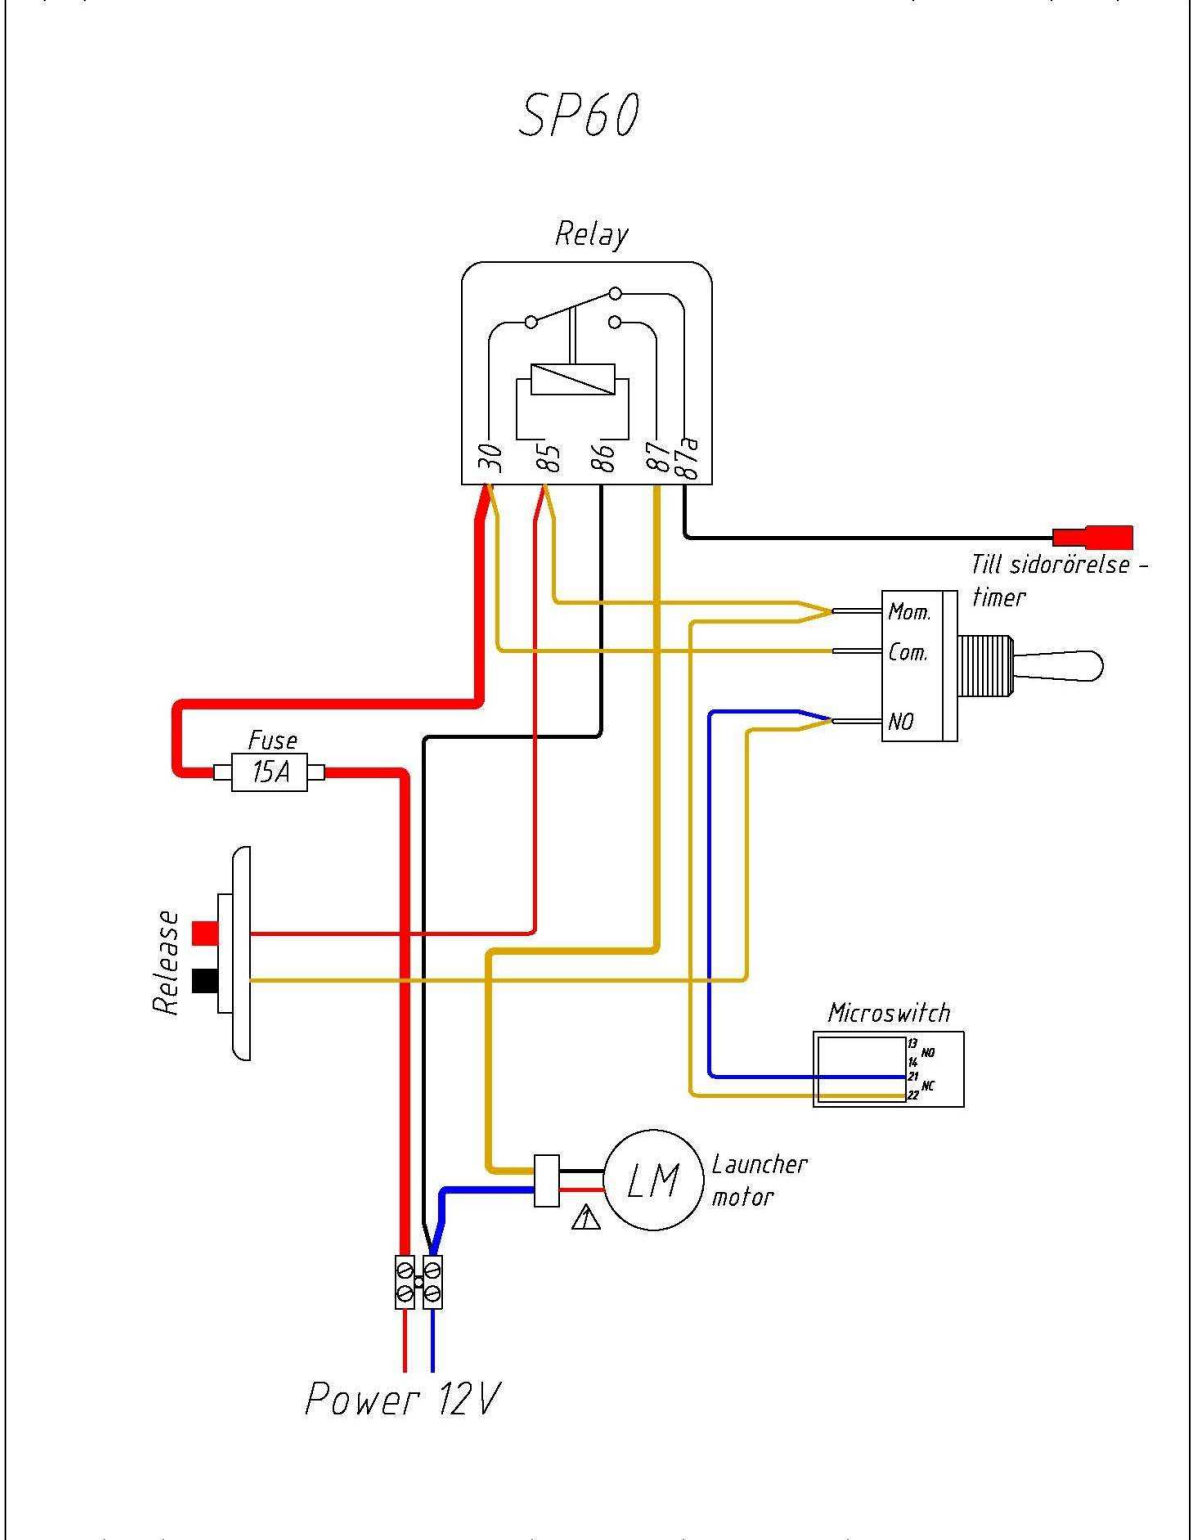 SP60
Relay
30
85
86
87
87a
Till sidorörelse -
timer
Mom.
Com.
NO
Fuse
15A
Release
Microswitch
13
NO
14
21
NC
22
LM
Launcher
motor
1
Power 12V